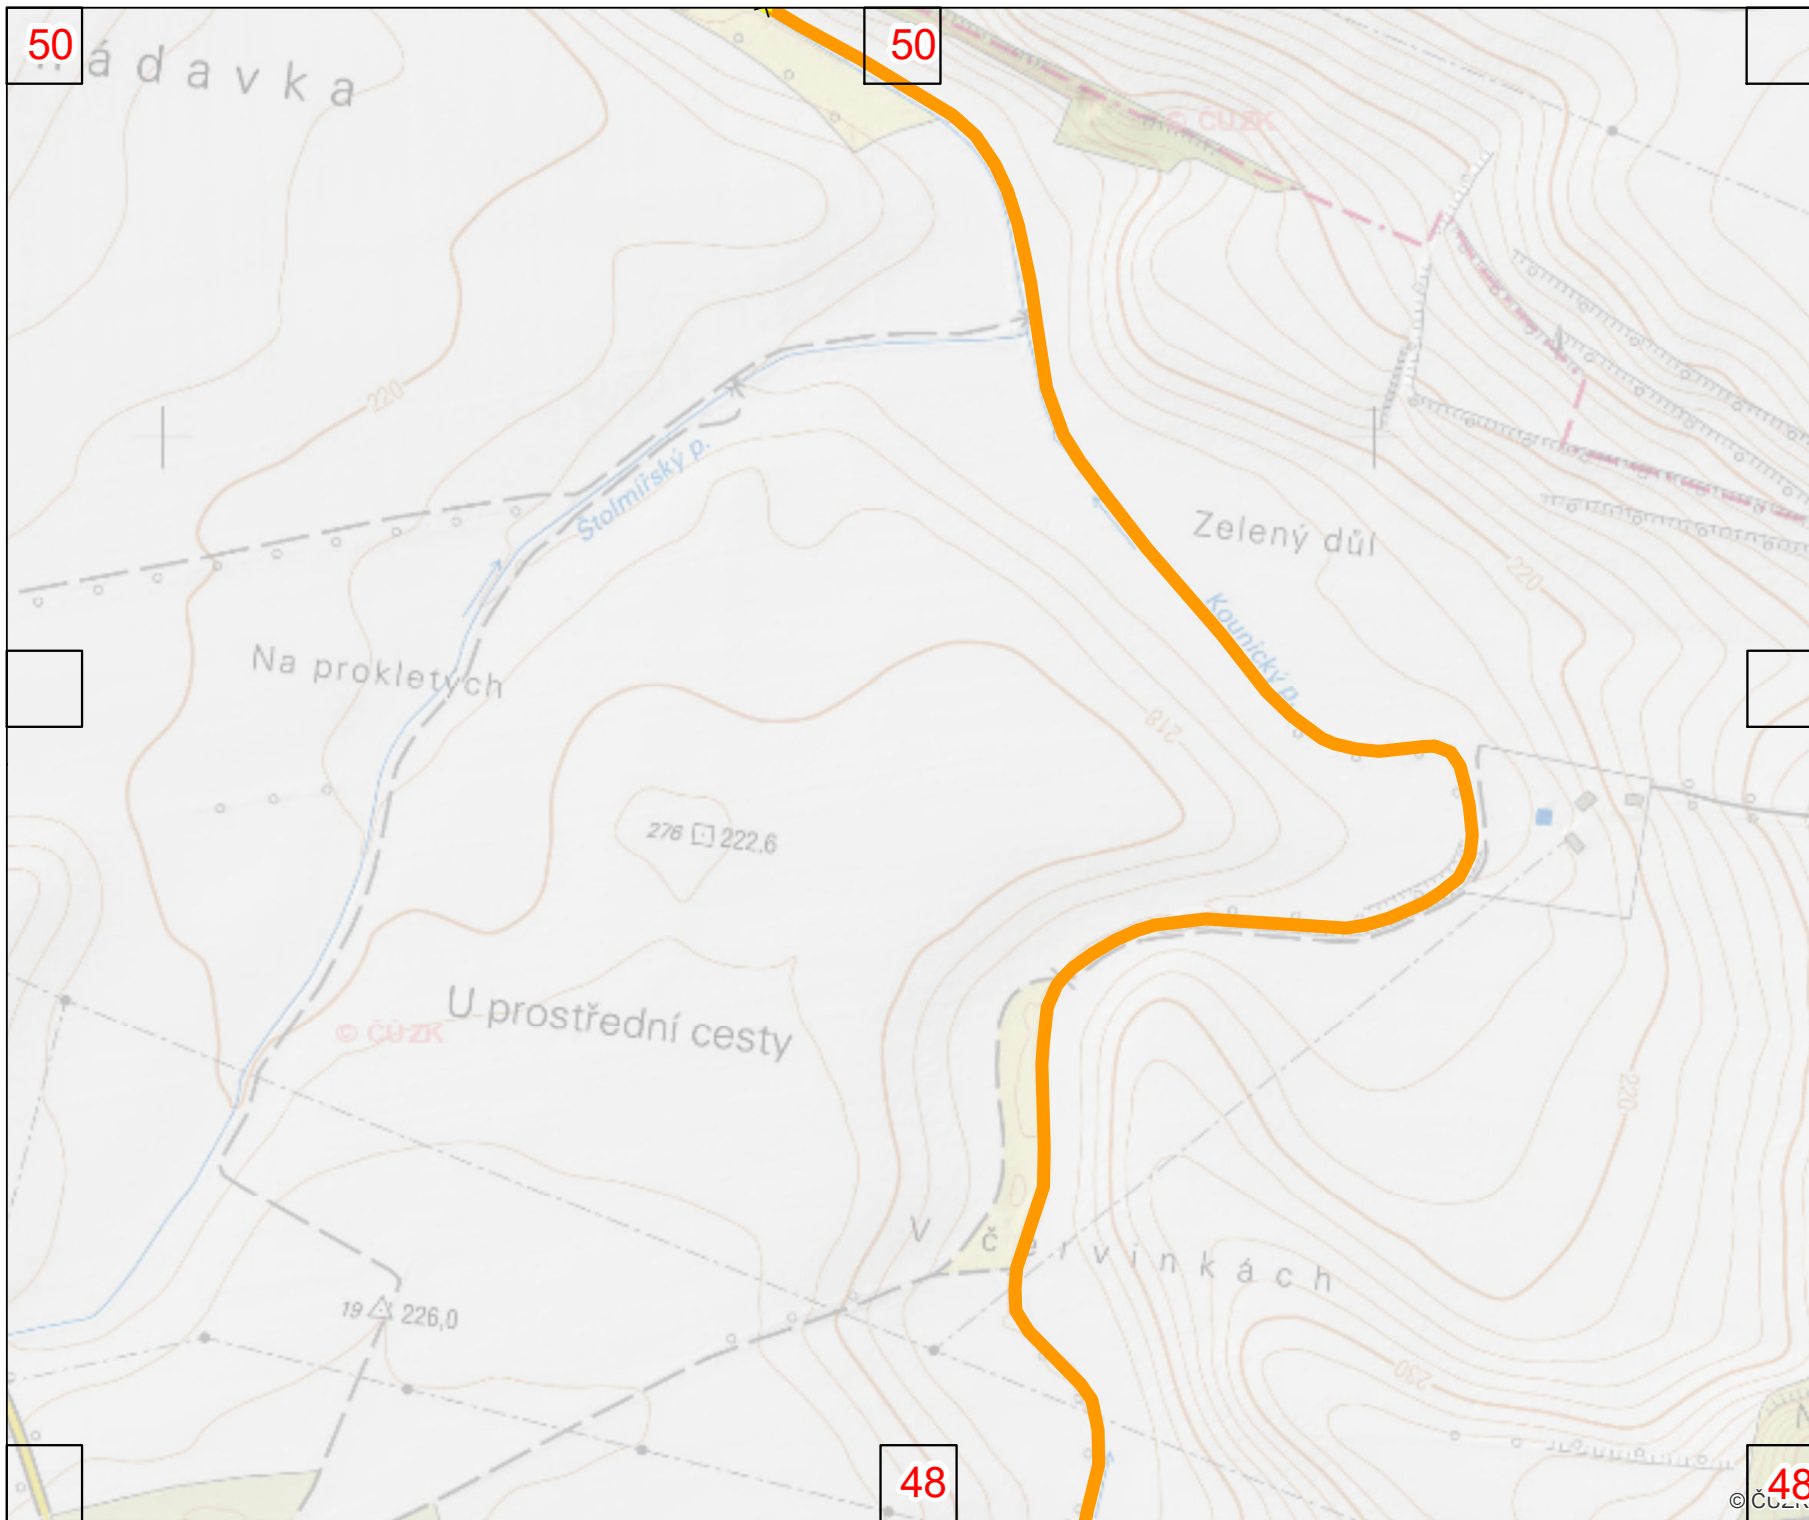 50
50
ádavka
© ČÚZK
220
Štolmířský p.
Zelený důl
220
Kounický p.
Na prokletých
218
276 222,6
U prostřední cesty
© ČÚZK
220
V Červinkách
19 226,0
230
48
48
© ČÚZK